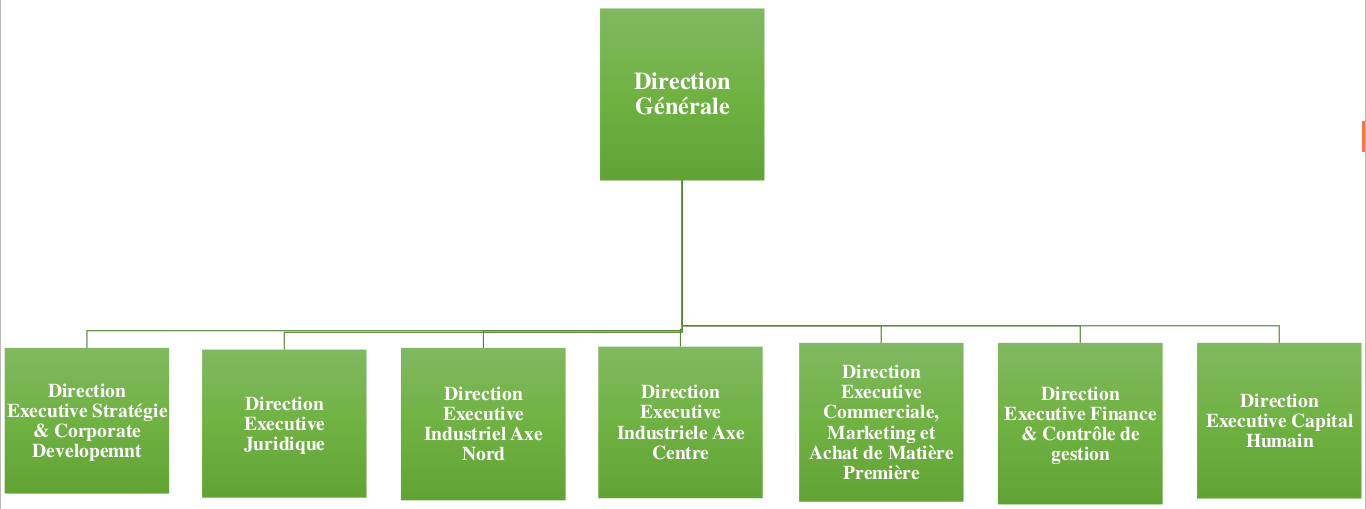 Direction
Générale
Direction
Executive Stratégie
& Corporate
Developemnt
Direction
Executive
Juridique
Direction
Executive
Industriel Axe
Nord
Direction
Executive
Industriele Axe
Centre
Direction
Executive
Commerciale,
Marketing et
Achat de Matière
Première
Direction
Executive Finance
& Contrôle de
gestion
Direction
Executive Capital
Humain